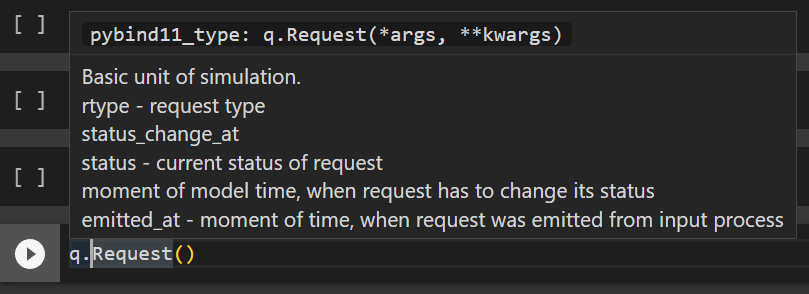 [ ]
pybind11_type: q.Request(*args, **kwargs)
Basic unit of simulation.
rtype - request type
[ ]
status_change_at
status - current status of request
[ ]
moment of model time, when request has to change its status
emitted_at - moment of time, when request was emitted from input process
q.Request()